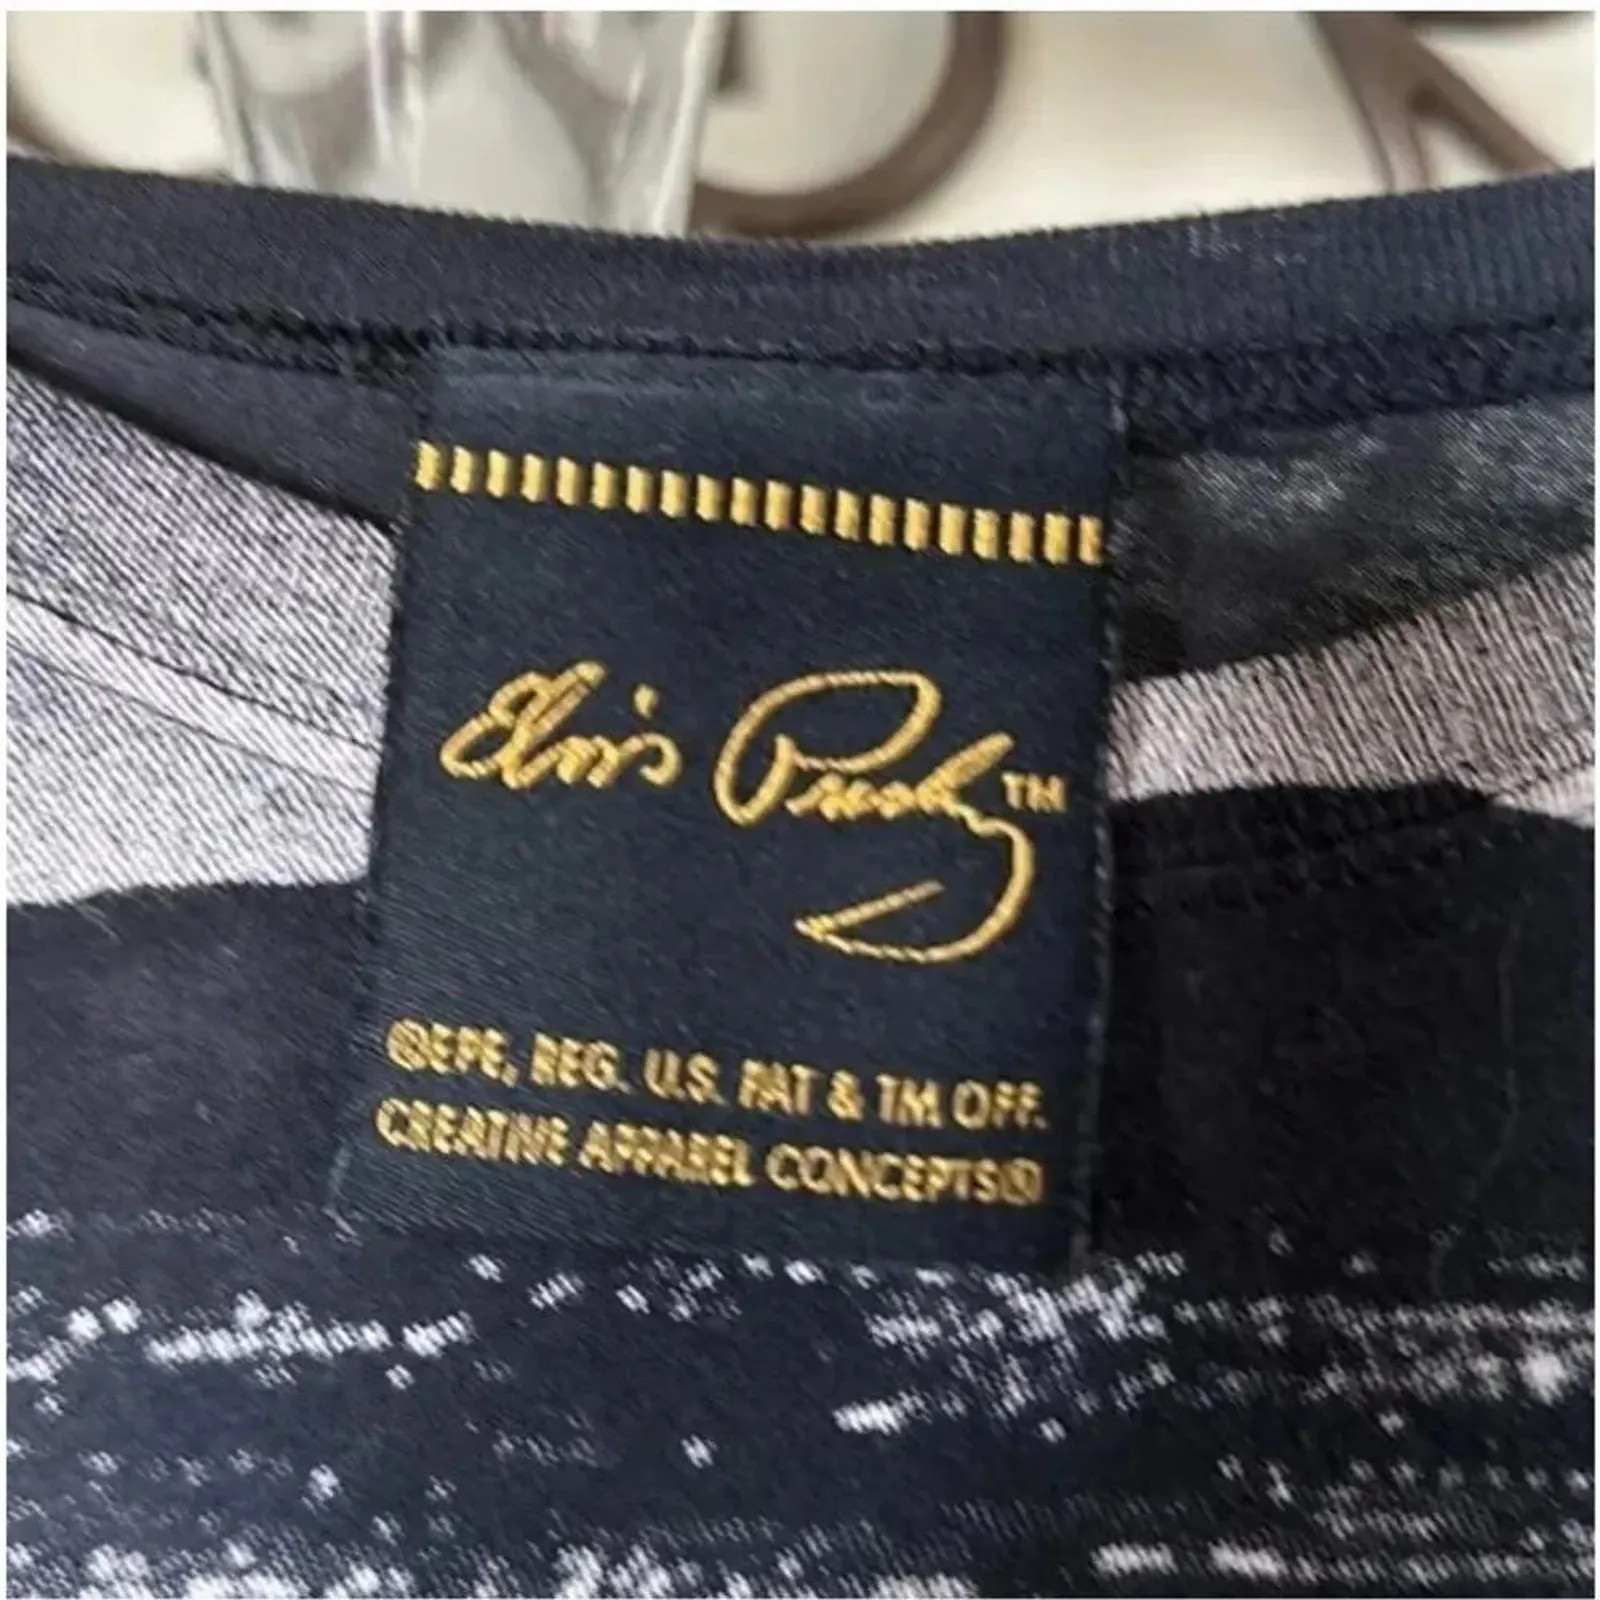 Elvis Presley™
®EPE, REG. U.S. PAT & TM OFF.
CREATIVE APPAREL CONCEPTS®